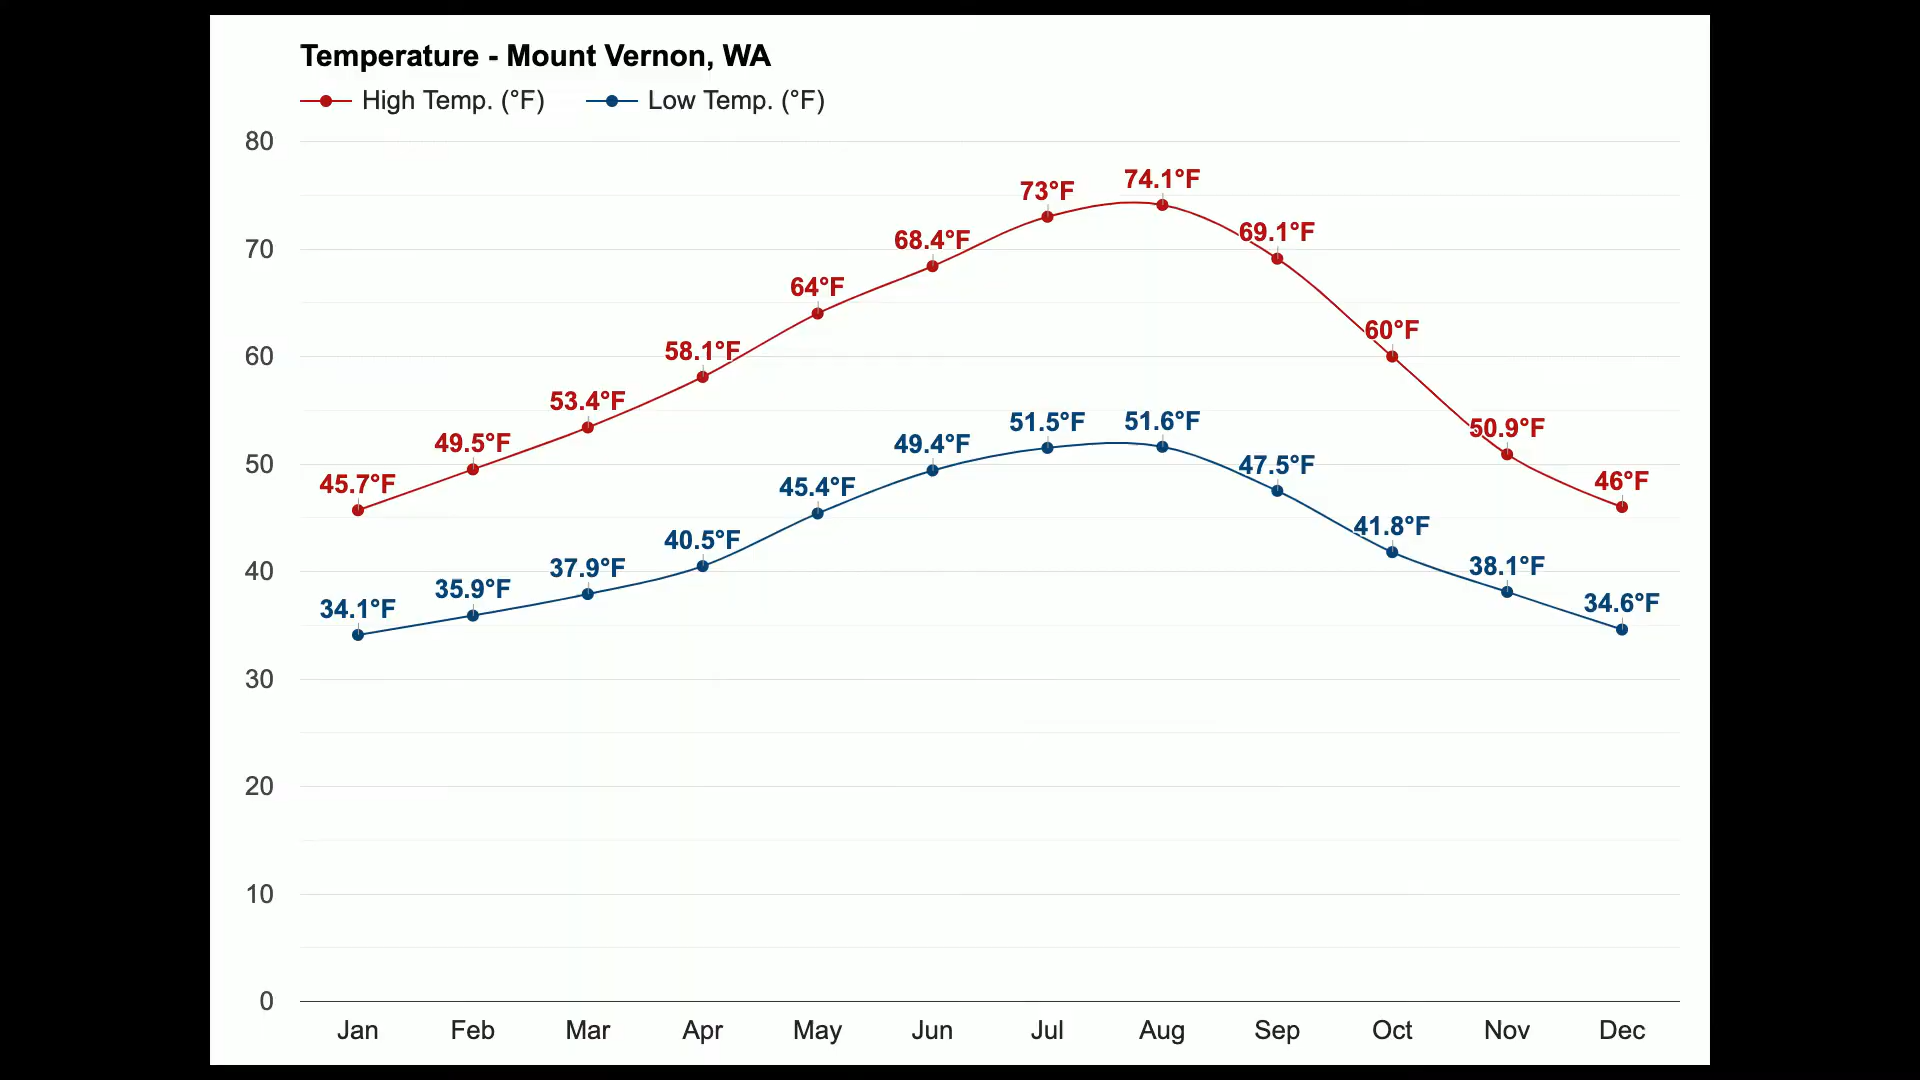 Temperature - Mount Vernon, WA
High Temp. (°F) Low Temp. (°F)
80
74.1°F
73°F
69.1°F
68.4°F
70
64°F
60°F
58.1°F
60
53.4°F
51.5°F 51.6°F
50.9°F
49.5°F
49.4°F
50
47.5°F
45.7°F
45.4°F
46°F
41.8°F
40.5°F
40
37.9°F
38.1°F
35.9°F
34.1°F
34.6°F
30
20
10
0
Jan Feb Mar Apr May Jun Jul Aug Sep Oct Nov Dec